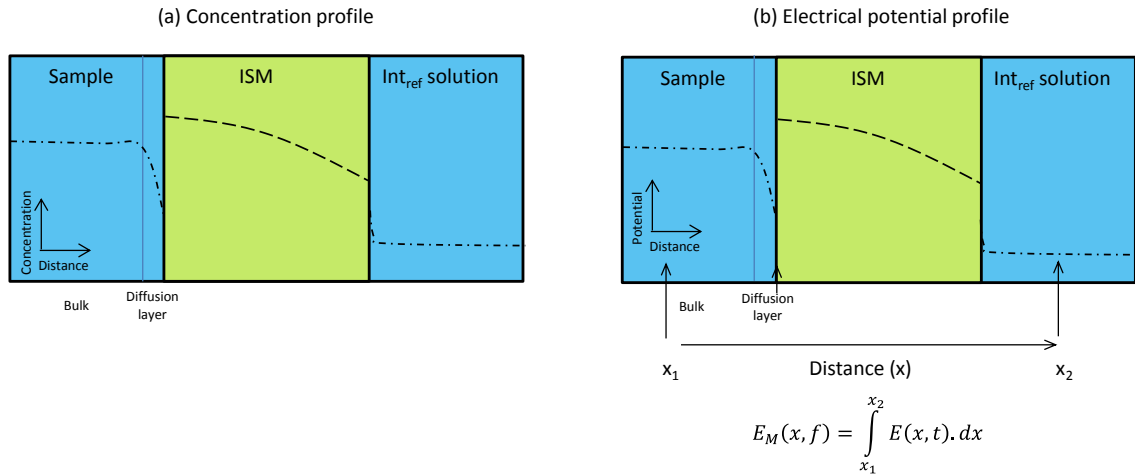 (a) Concentration profile
Sample
ISM
Int_ref solution
Concentration
Distance
Bulk
Diffusion
layer
(b) Electrical potential profile
Sample
ISM
Int_ref solution
Potential
Distance
Bulk
Diffusion
layer
x₁
Distance (x)
x₂
E_M(x, f) = ∫_{x₁}^{x₂} E(x, t). dx